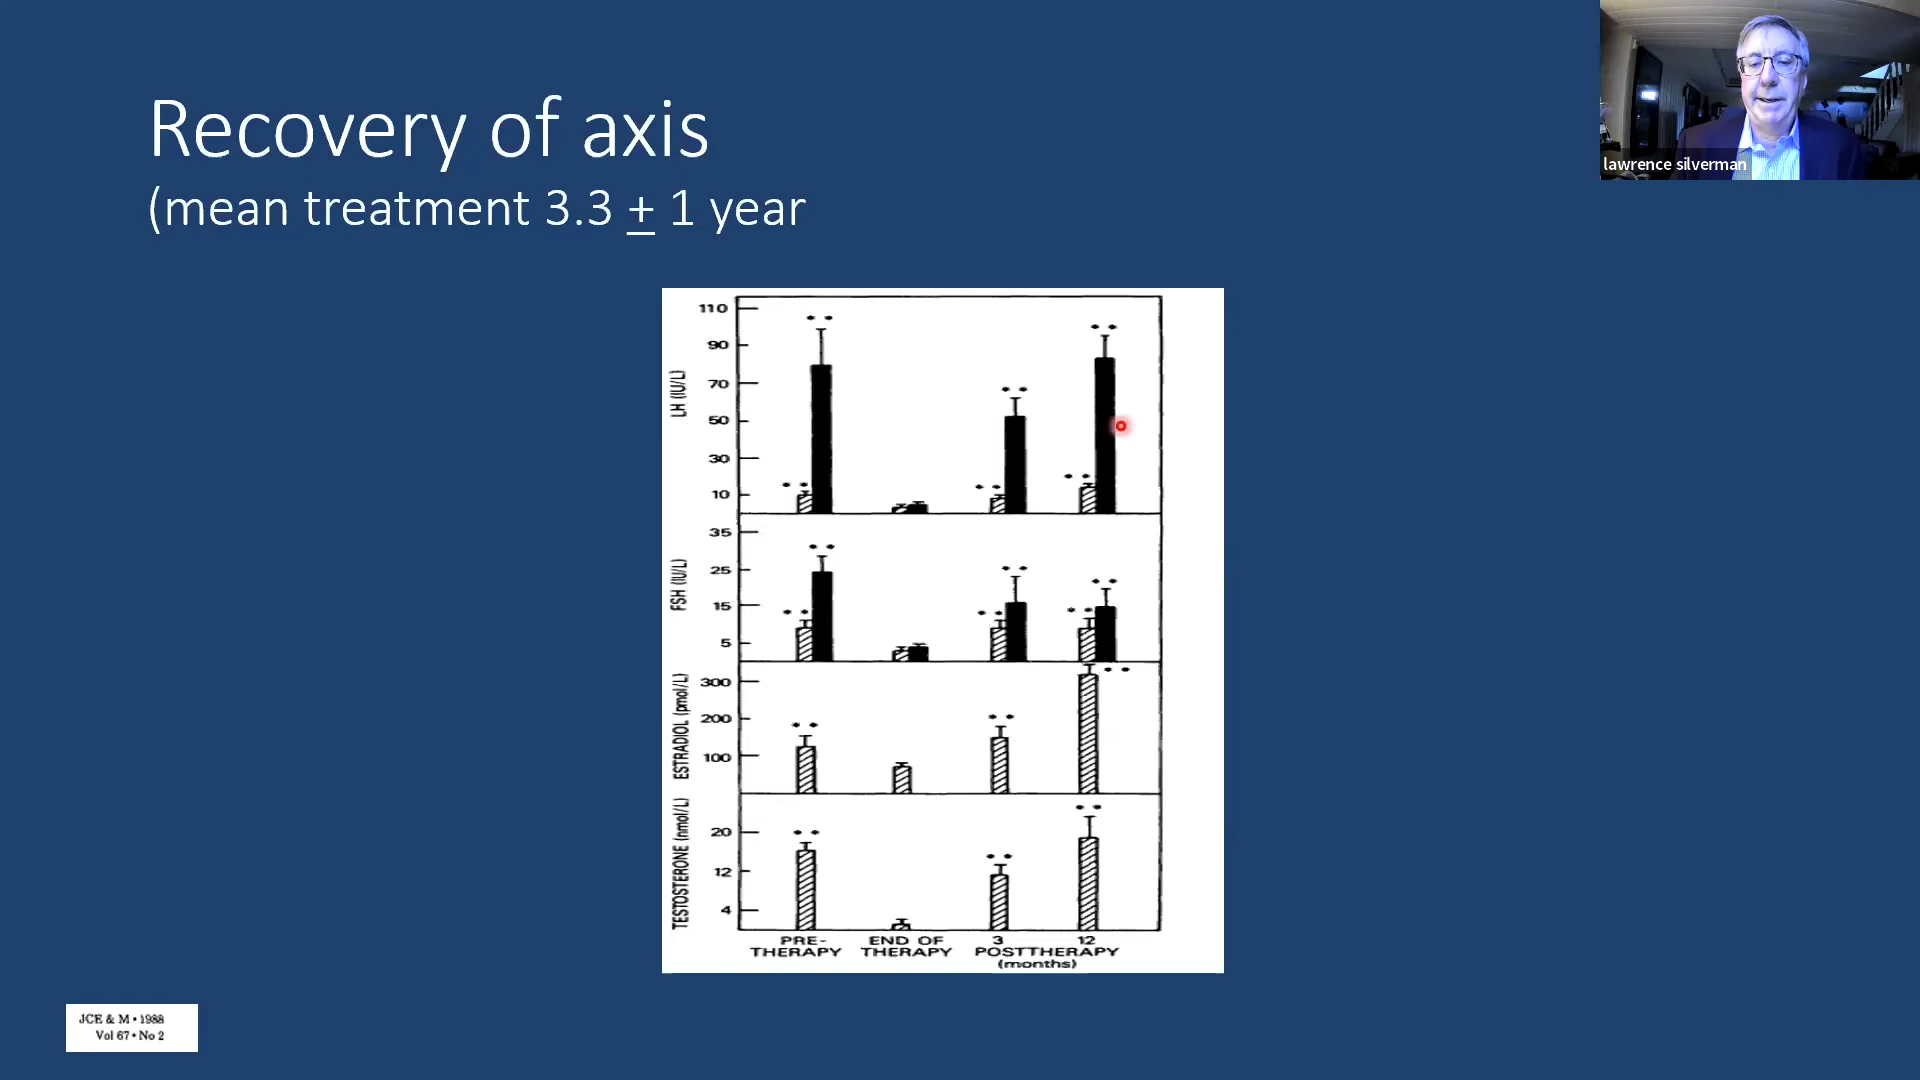 Recovery of axis
(mean treatment 3.3 ± 1 year
lawrence silverman
110
90
70
50
30
10
LH (IU/L)
35
25
15
5
FSH (IU/L)
300
200
100
ESTRADIOL (pmol/L)
20
12
4
TESTOSTERONE (nmol/L)
PRE-
THERAPY
END OF
THERAPY
3 12
POSTTHERAPY
(months)
JCE & M • 1988
Vol 67 • No 2